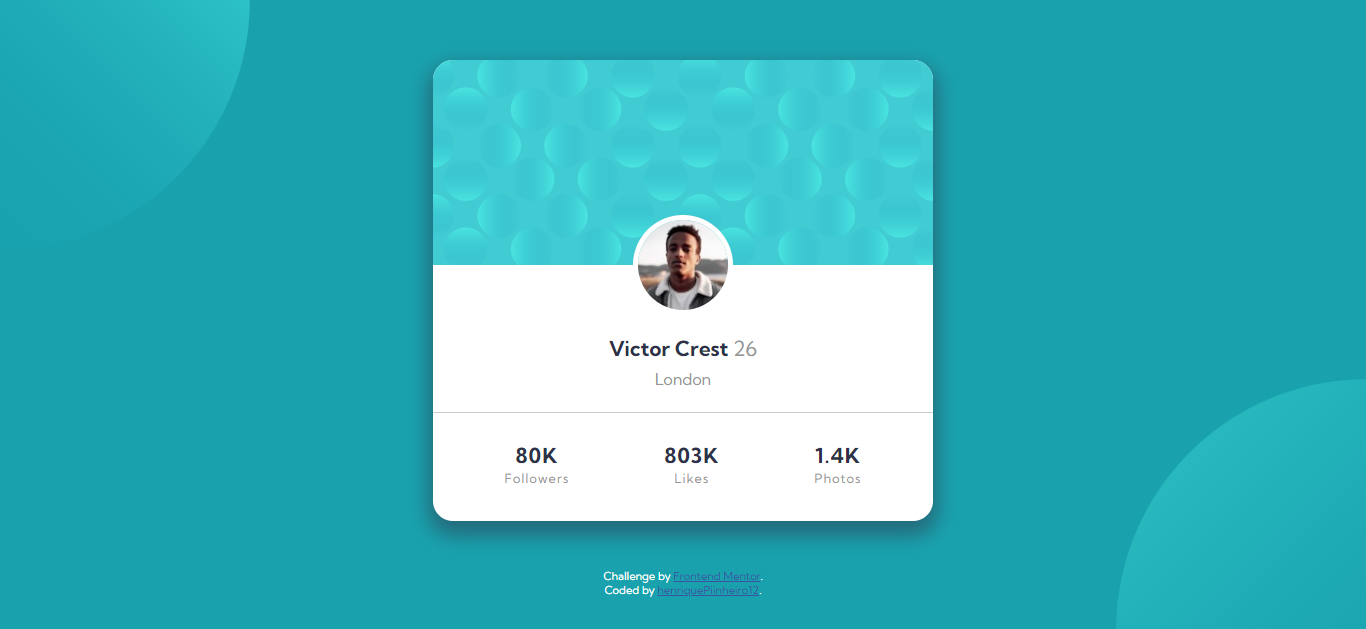 Victor Crest 26
London
80K 803K 1.4K
Followers Likes Photos
Challenge by Frontend Mentor.
Coded by henriquePiinheiro12.